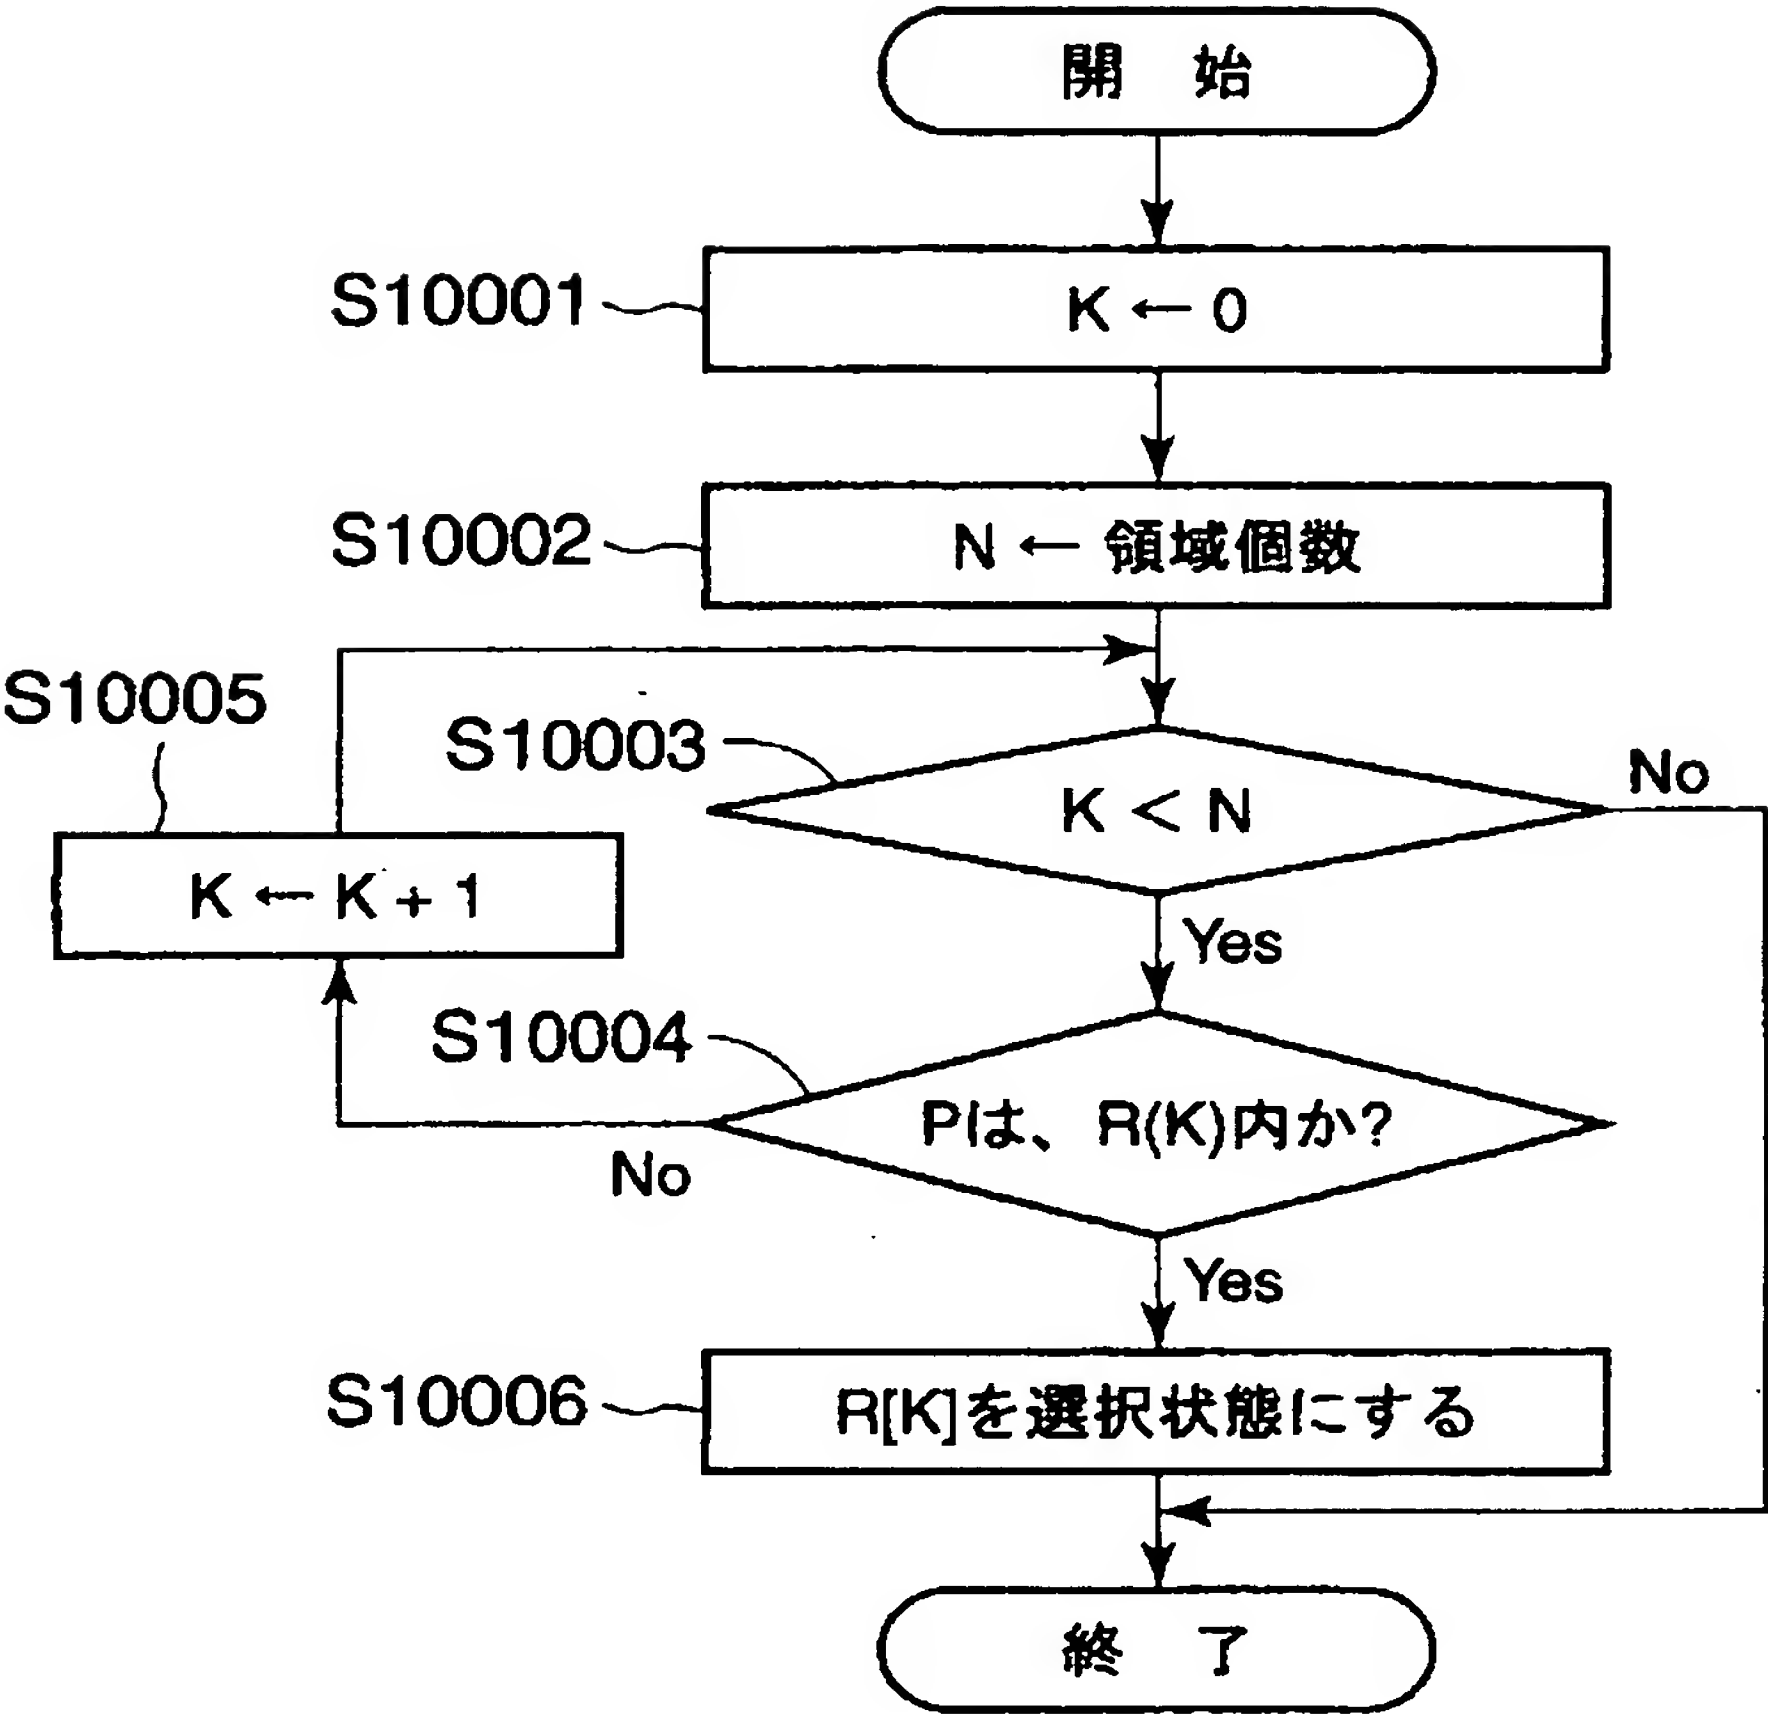 開 始
S10001
K ← 0
S10002
N ← 領域個数
S10005
S10003
K < N
No
K ← K + 1
Yes
S10004
Pは、R(K)内か?
No
Yes
S10006
R[K]を選択状態にする
終 了